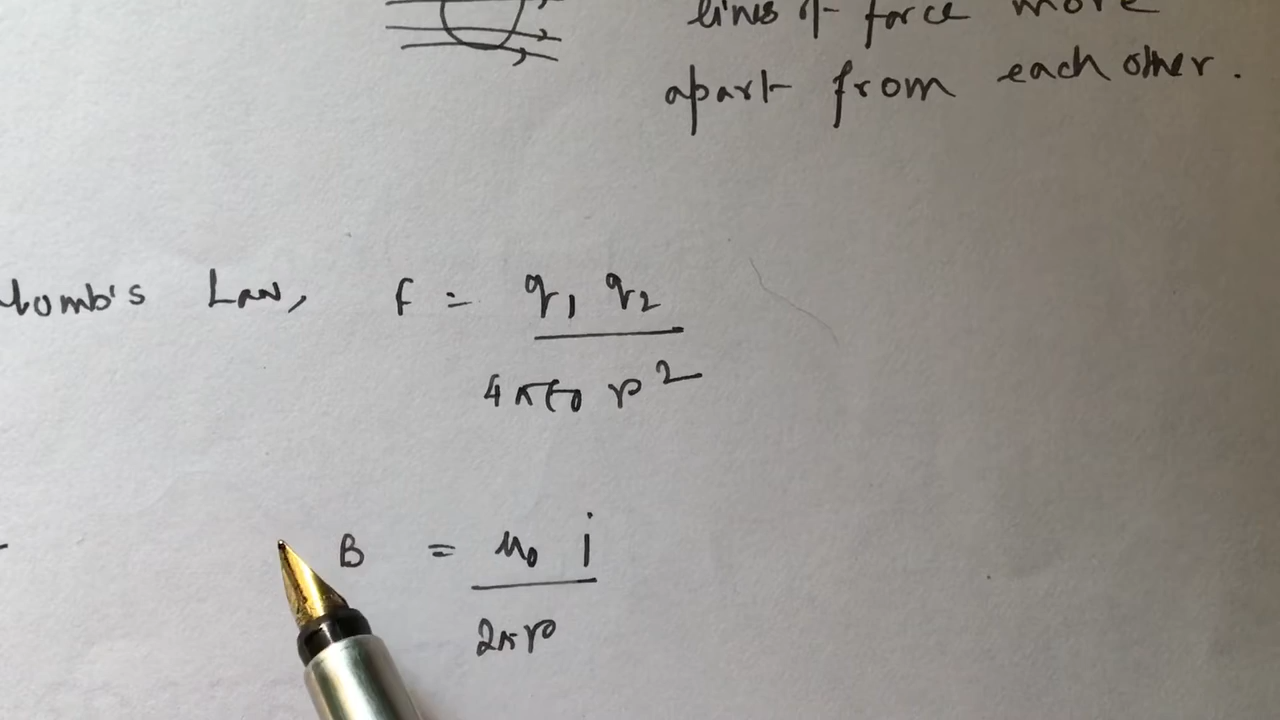 lines of force more
apart from each other.
lomb's Law, F = q₁ q₂
4πε₀ r²
B = μ₀ i
2πr